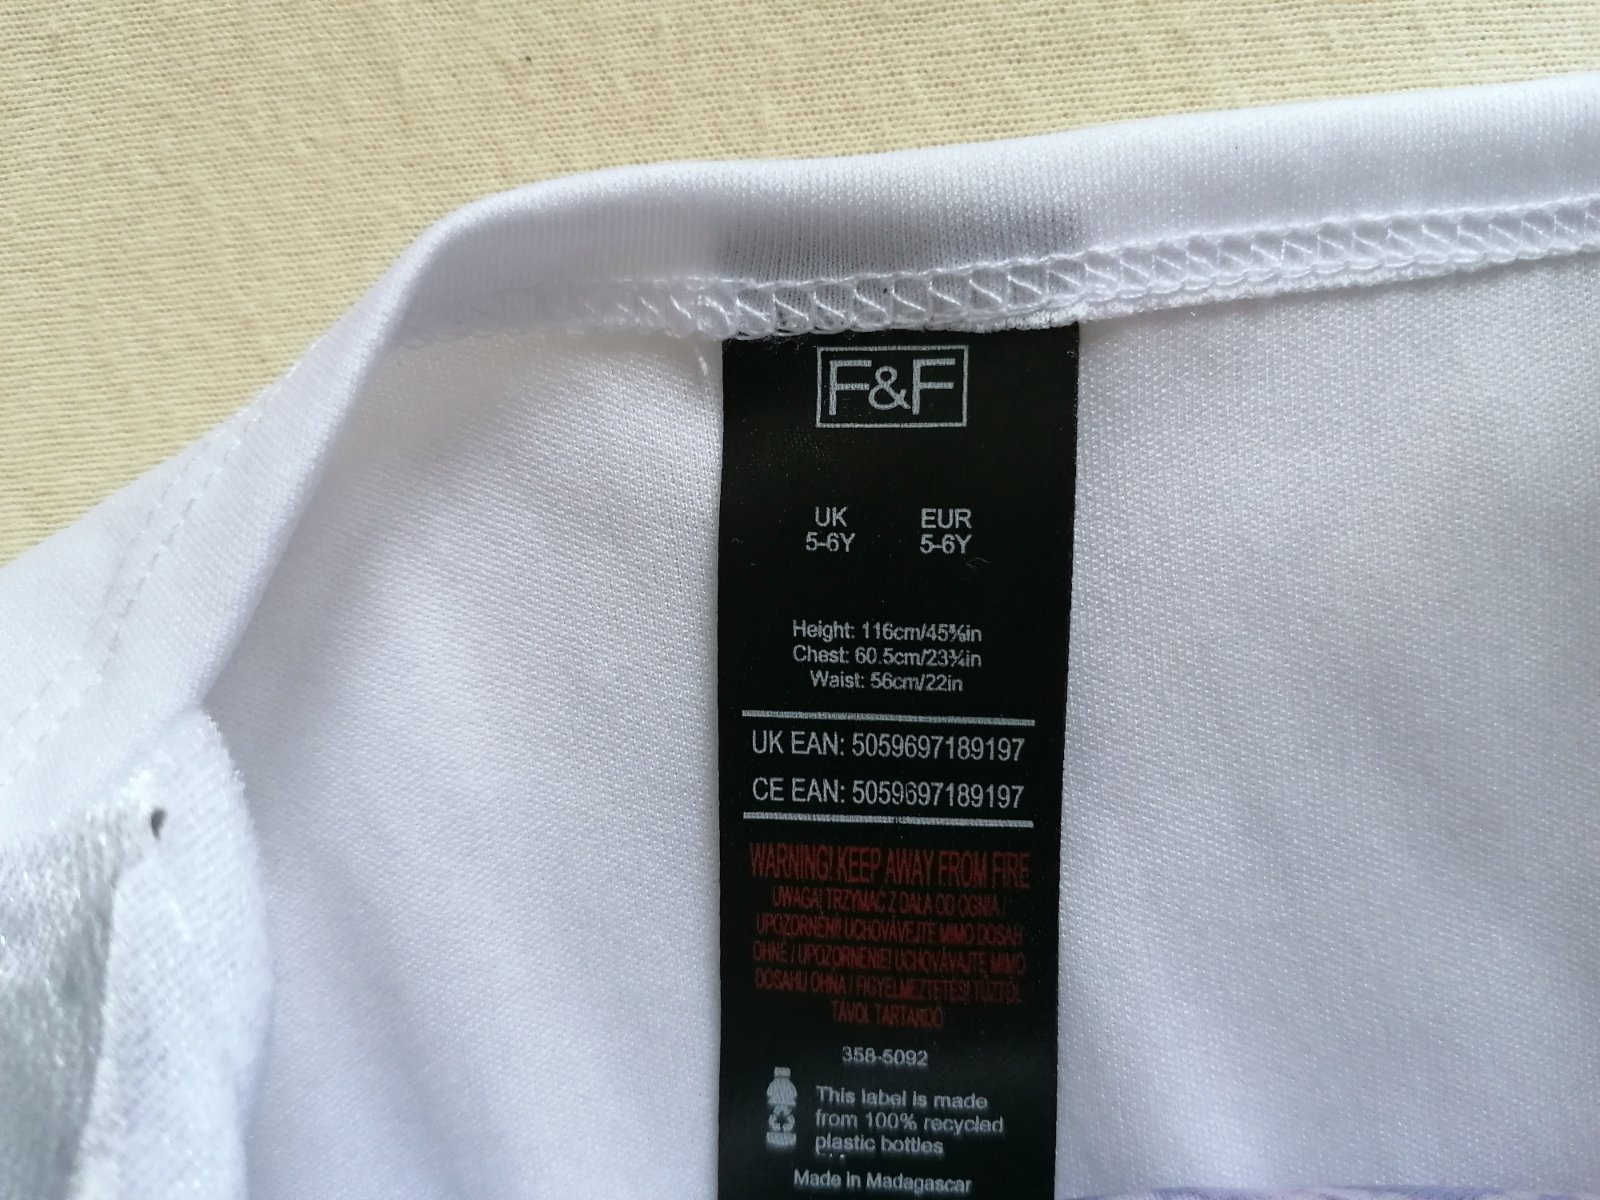 F&F
UK EUR
5-6Y 5-6Y
Height: 116cm/45⅝in
Chest: 60.5cm/23¾in
Waist: 56cm/22in
UK EAN: 5059697189197
CE EAN: 5059697189197
WARNING! KEEP AWAY FROM FIRE
UWAGA! TRZYMAĆ Z DALA OD OGNIA /
UPOZORNĚNÍ! UCHOVÁVEJTE MIMO DOSAH
OHNĚ / UPOZORNENIE! UCHOVÁVAJTE MIMO
DOSAHU OHŇA / FIGYELMEZTETÉS! TŰZTŐL
TÁVOL TARTANDÓ
358-5092
This label is made
from 100% recycled
plastic bottles
Made in Madagascar